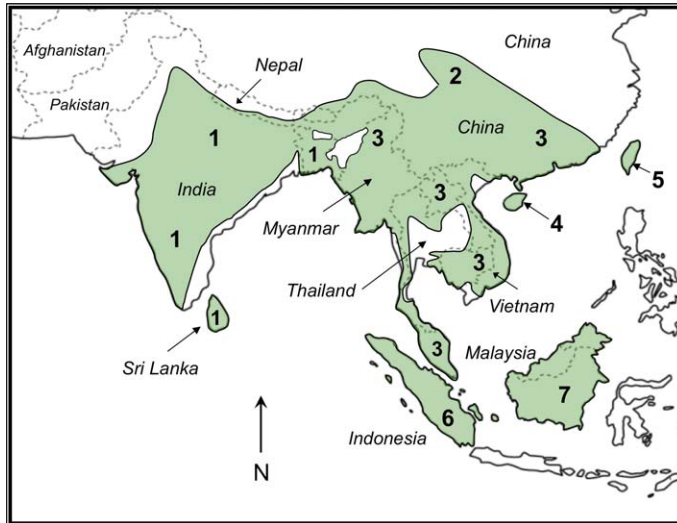 China
Afghanistan
Nepal
Pakistan
2
1
China
3
3
1
5
India
3
4
Myanmar
1
3
Thailand
Vietnam
1
3
Malaysia
Sri Lanka
7
6
Indonesia
N